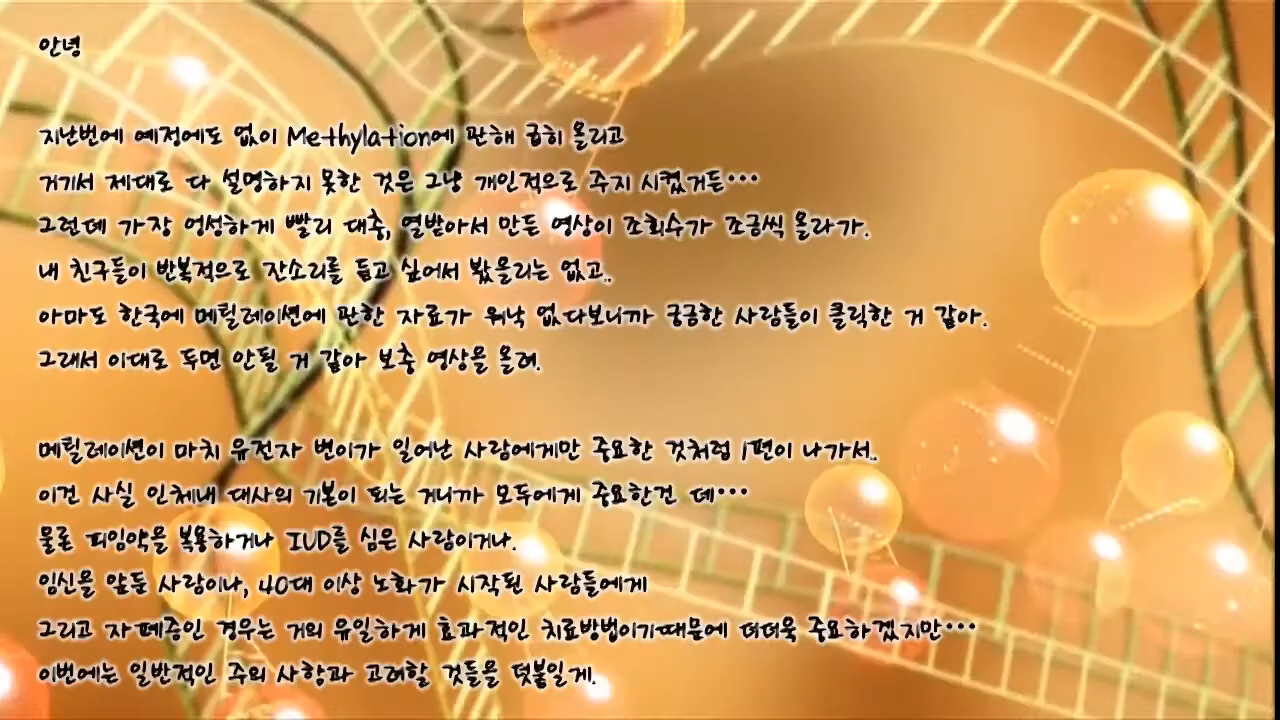 안녕
지난번에 예정에도 없이 Methylation에 관해 급히 올리고
거기서 제대로 다 설명하지 못한 것은 그냥 개인적으로 주지 시켰거든…
그런데 가장 엉성하게 빨리 대충, 열받아서 만든 영상이 조회수가 조금씩 올라가.
내 친구들이 반복적으로 잔소리를 듣고 싶어서 봤을리는 없고..
아마도 한국에 메틸레이션에 관한 자료가 워낙 없다보니까 궁금한 사람들이 클릭한 거 같아.
그래서 이대로 두면 안될 거 같아 보충 영상을 올려.
메틸레이션이 마치 유전자 변이가 일어난 사람에게만 중요한 것처럼 1편이 나가서..
이건 사실 인체내 대사의 기본이 되는 거니까 모두에게 중요한건 데…
물론 피임약을 복용하거나 IUD를 심은 사람이거나.
임신을 앞둔 사람이나, 40대 이상 노화가 시작된 사람들에게
그리고 자폐증인 경우는 거의 유일하게 효과적인 치료방법이기때문에 더더욱 중요하겠지만…
이번에는 일반적인 주의 사항과 고려할 것들을 덧붙일게.